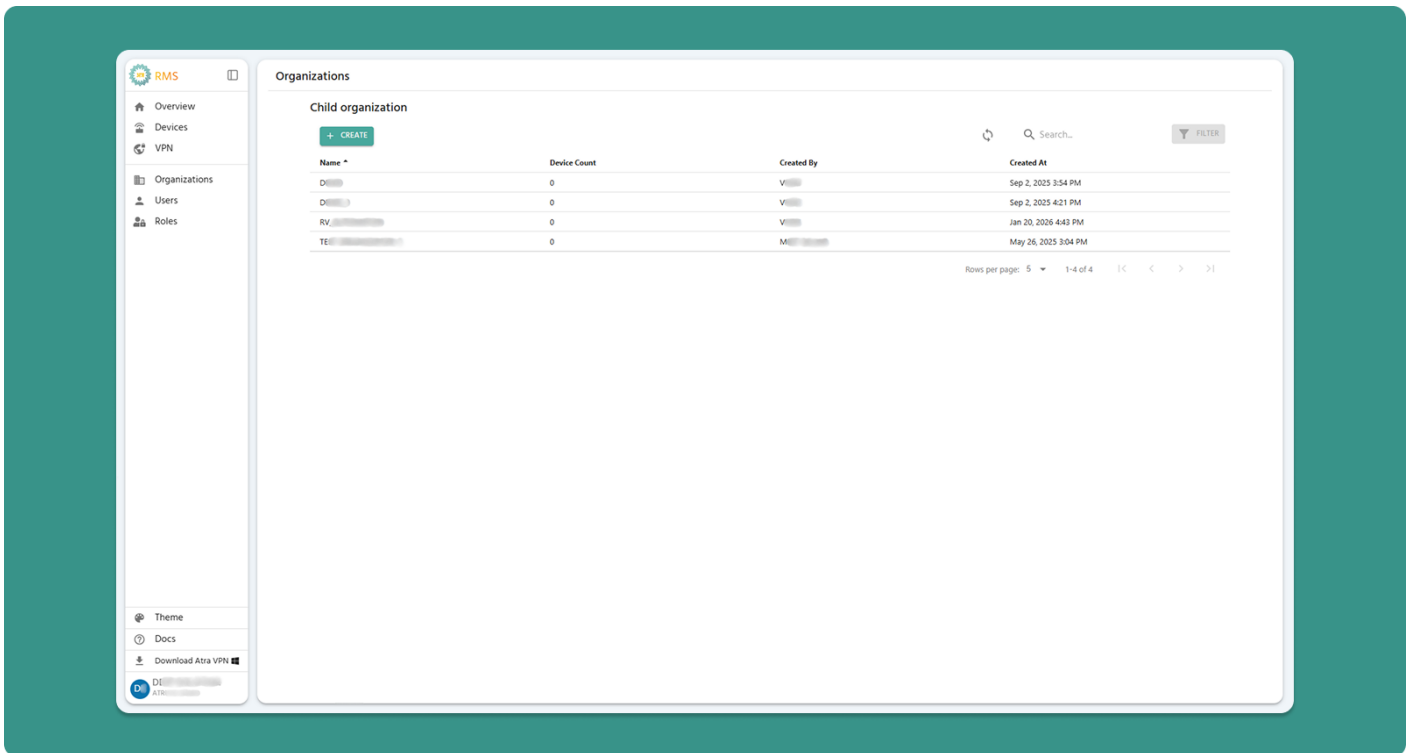 RMS
Overview
Devices
VPN
Organizations
Users
Roles
Theme
Docs
Download Atra VPN
Organizations
Child organization
+ CREATE
Search...
FILTER
Name Device Count Created By Created At
0 Sep 2, 2025 3:54 PM
0 Sep 2, 2025 4:21 PM
0 Jan 20, 2026 4:43 PM
0 May 26, 2025 3:04 PM
Rows per page: 5 1-4 of 4